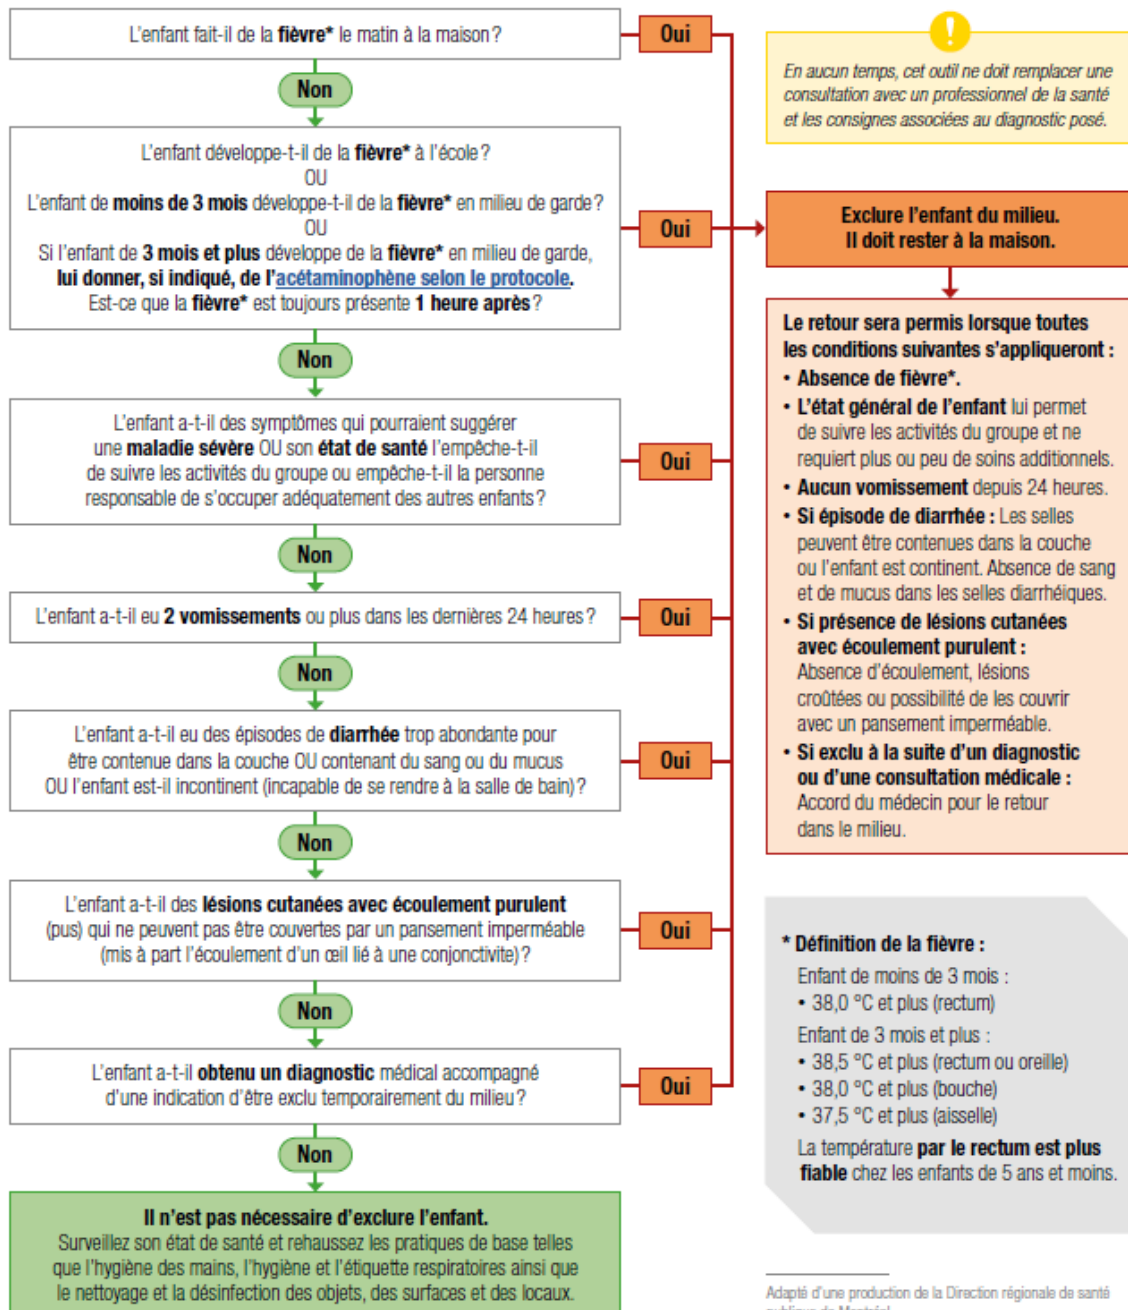 L'enfant fait-il de la fièvre* le matin à la maison ?
Oui
Non
L'enfant développe-t-il de la fièvre* à l'école ?
OU
L'enfant de moins de 3 mois développe-t-il de la fièvre* en milieu de garde ?
OU
Si l'enfant de 3 mois et plus développe de la fièvre* en milieu de garde,
lui donner, si indiqué, de l'acétaminophène selon le protocole.
Est-ce que la fièvre* est toujours présente 1 heure après ?
Oui
Non
L'enfant a-t-il des symptômes qui pourraient suggérer
une maladie sévère OU son état de santé l'empêche-t-il
de suivre les activités du groupe ou empêche-t-il la personne
responsable de s'occuper adéquatement des autres enfants ?
Oui
Non
L'enfant a-t-il eu 2 vomissements ou plus dans les dernières 24 heures ?
Oui
Non
L'enfant a-t-il eu des épisodes de diarrhée trop abondante pour
être contenue dans la couche OU contenant du sang ou du mucus
OU l'enfant est-il incontinent (incapable de se rendre à la salle de bain) ?
Oui
Non
L'enfant a-t-il des lésions cutanées avec écoulement purulent
(pus) qui ne peuvent pas être couvertes par un pansement imperméable
(mis à part l'écoulement d'un œil lié à une conjonctivite) ?
Oui
Non
L'enfant a-t-il obtenu un diagnostic médical accompagné
d'une indication d'être exclu temporairement du milieu ?
Oui
Non
Il n'est pas nécessaire d'exclure l'enfant.
Surveillez son état de santé et rehaussez les pratiques de base telles
que l'hygiène des mains, l'hygiène et l'étiquette respiratoires ainsi que
le nettoyage et la désinfection des objets, des surfaces et des locaux.
!
En aucun temps, cet outil ne doit remplacer une
consultation avec un professionnel de la santé
et les consignes associées au diagnostic posé.
Exclure l'enfant du milieu.
Il doit rester à la maison.
Le retour sera permis lorsque toutes
les conditions suivantes s'appliqueront :
• Absence de fièvre*.
• L'état général de l'enfant lui permet
de suivre les activités du groupe et ne
requiert plus ou peu de soins additionnels.
• Aucun vomissement depuis 24 heures.
• Si épisode de diarrhée : Les selles
peuvent être contenues dans la couche
ou l'enfant est continent. Absence de sang
et de mucus dans les selles diarrhéiques.
• Si présence de lésions cutanées
avec écoulement purulent :
Absence d'écoulement, lésions
croûtées ou possibilité de les couvrir
avec un pansement imperméable.
• Si exclu à la suite d'un diagnostic
ou d'une consultation médicale :
Accord du médecin pour le retour
dans le milieu.
* Définition de la fièvre :
Enfant de moins de 3 mois :
• 38,0 °C et plus (rectum)
Enfant de 3 mois et plus :
• 38,5 °C et plus (rectum ou oreille)
• 38,0 °C et plus (bouche)
• 37,5 °C et plus (aisselle)
La température par le rectum est plus
fiable chez les enfants de 5 ans et moins.
Adapté d'une production de la Direction régionale de santé
publique de Montréal